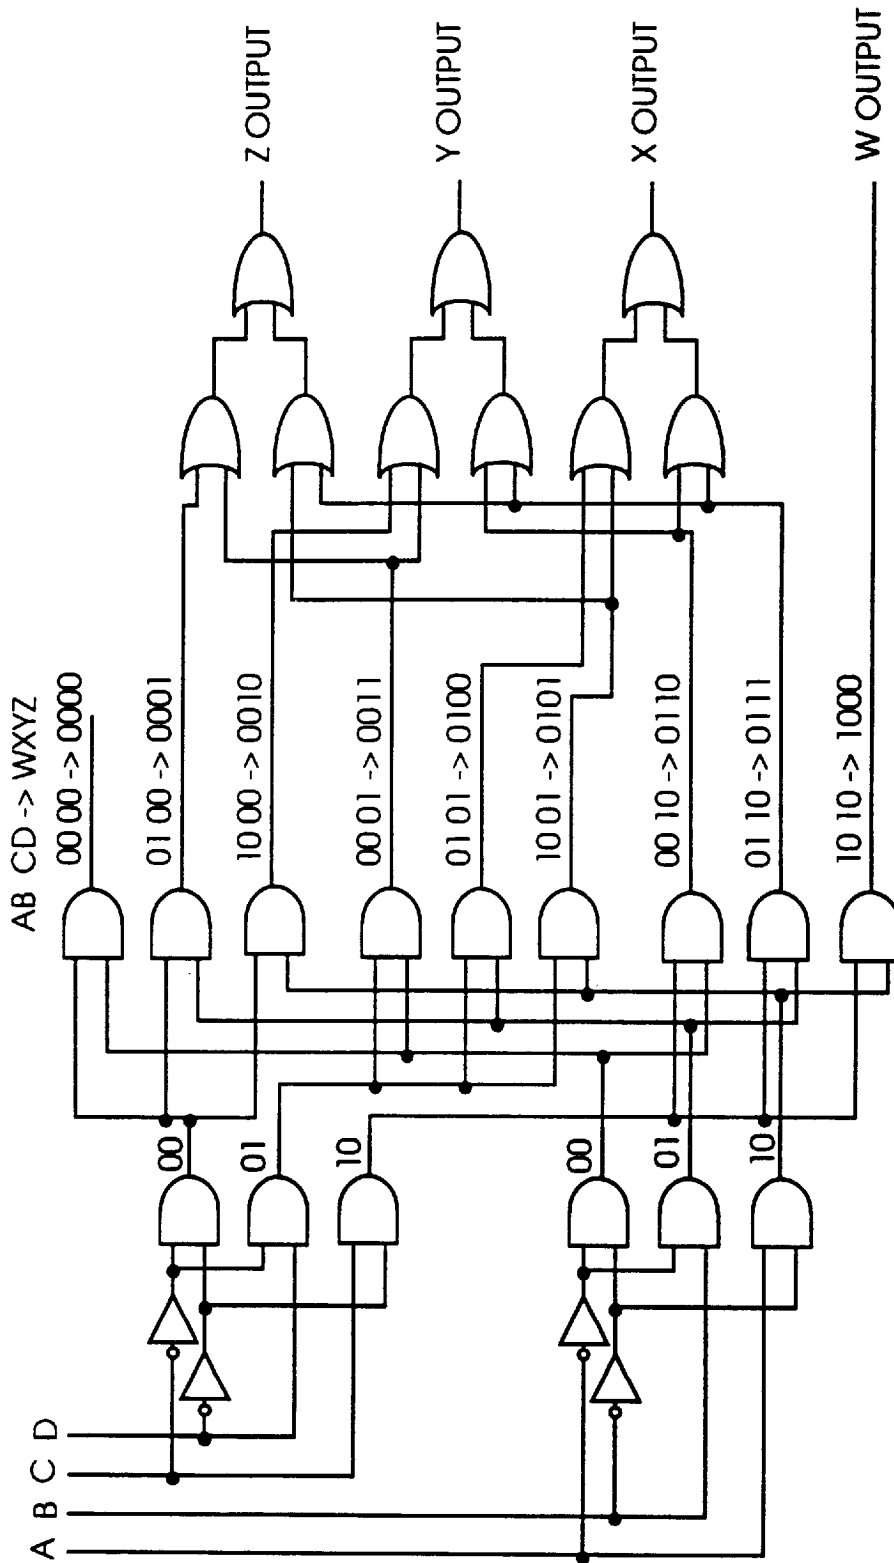 A
B
C
D
00
01
10
00
01
10
AB CD -> WXYZ
00 00 -> 0000
01 00 -> 0001
10 00 -> 0010
00 01 -> 0011
01 01 -> 0100
10 01 -> 0101
00 10 -> 0110
01 10 -> 0111
10 10 -> 1000
Z OUTPUT
Y OUTPUT
X OUTPUT
W OUTPUT